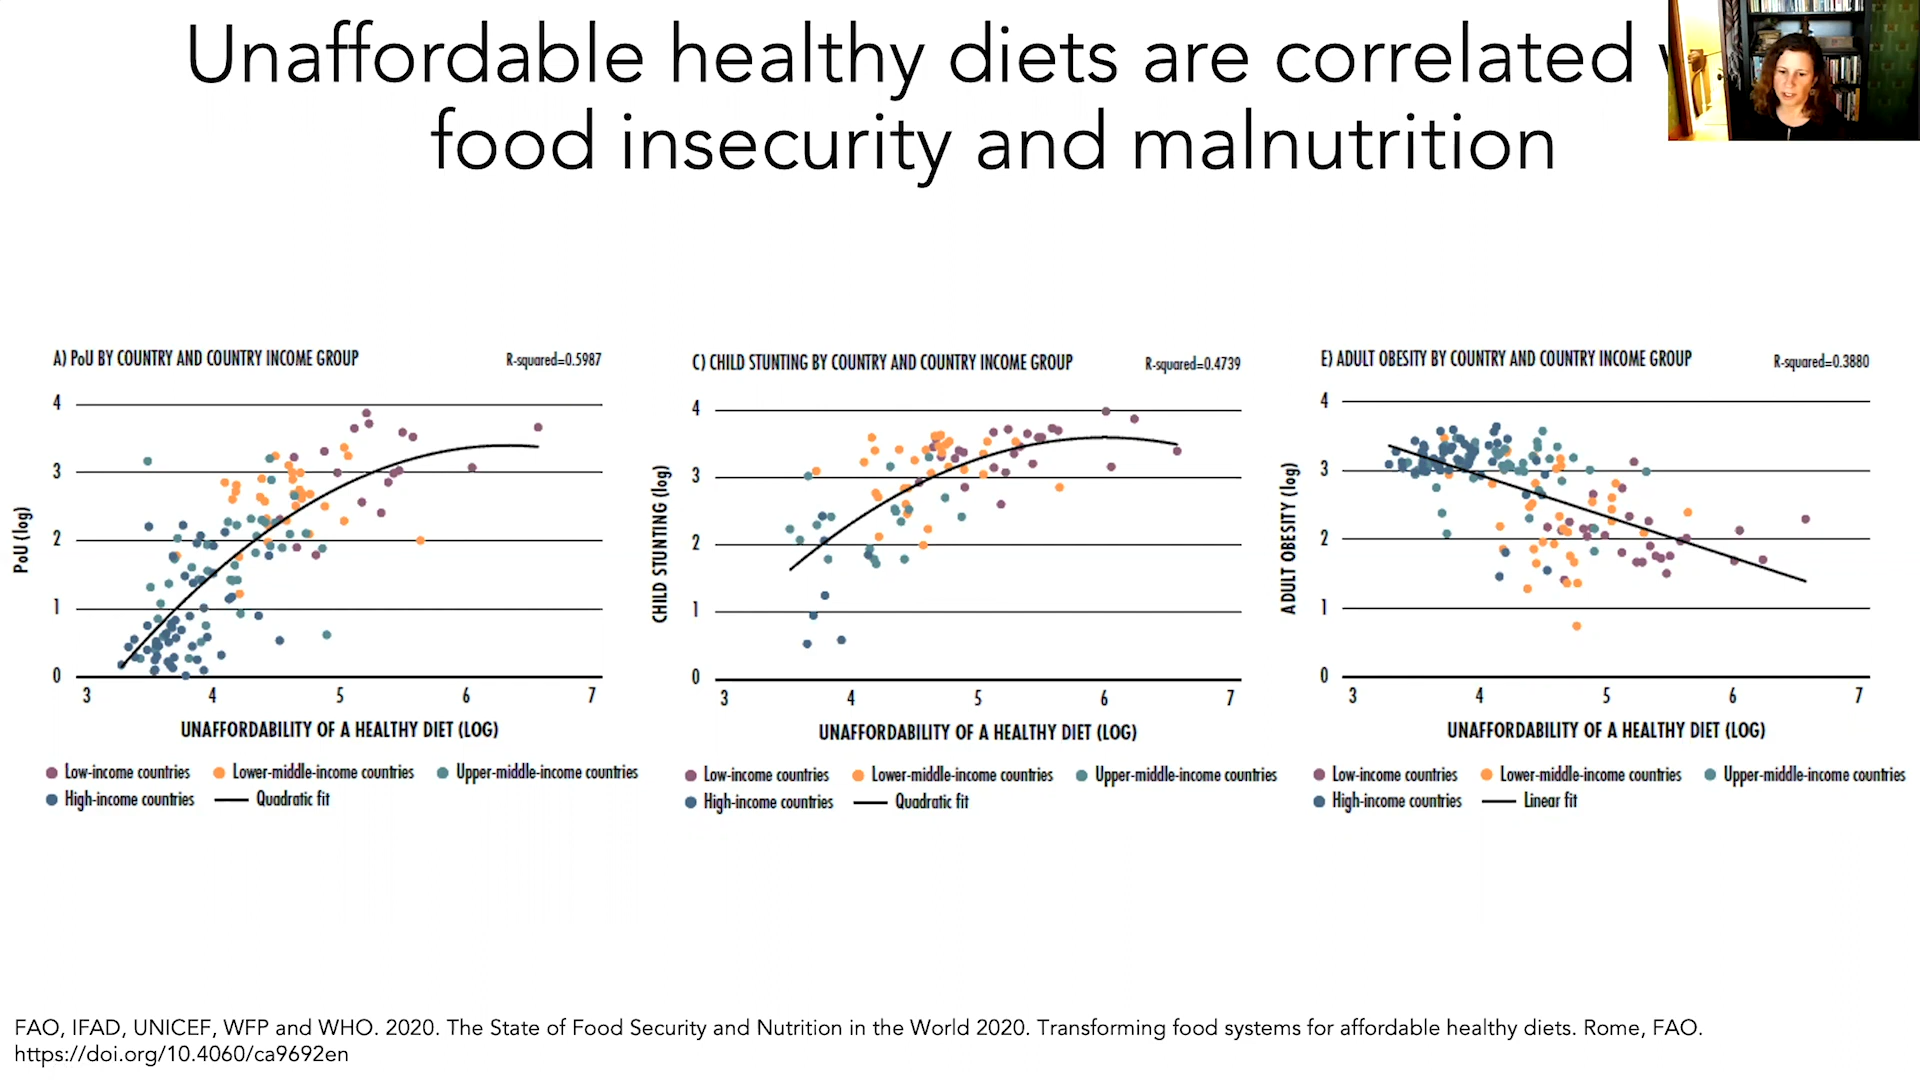 Unaffordable healthy diets are correlated
food insecurity and malnutrition
A) PoU BY COUNTRY AND COUNTRY INCOME GROUP
R-squared=0.5987
4
3
2
1
0
PoU (log)
3 4 5 6 7
UNAFFORDABILITY OF A HEALTHY DIET (LOG)
Low-income countries Lower-middle-income countries Upper-middle-income countries
High-income countries Quadratic fit
C) CHILD STUNTING BY COUNTRY AND COUNTRY INCOME GROUP
R-squared=0.4739
4
3
2
1
0
CHILD STUNTING (log)
3 4 5 6 7
UNAFFORDABILITY OF A HEALTHY DIET (LOG)
Low-income countries Lower-middle-income countries Upper-middle-income countries
High-income countries Quadratic fit
E) ADULT OBESITY BY COUNTRY AND COUNTRY INCOME GROUP
R-squared=0.3880
4
3
2
1
0
ADULT OBESITY (log)
3 4 5 6 7
UNAFFORDABILITY OF A HEALTHY DIET (LOG)
Low-income countries Lower-middle-income countries Upper-middle-income countries
High-income countries Linear fit
FAO, IFAD, UNICEF, WFP and WHO. 2020. The State of Food Security and Nutrition in the World 2020. Transforming food systems for affordable healthy diets. Rome, FAO.
https://doi.org/10.4060/ca9692en